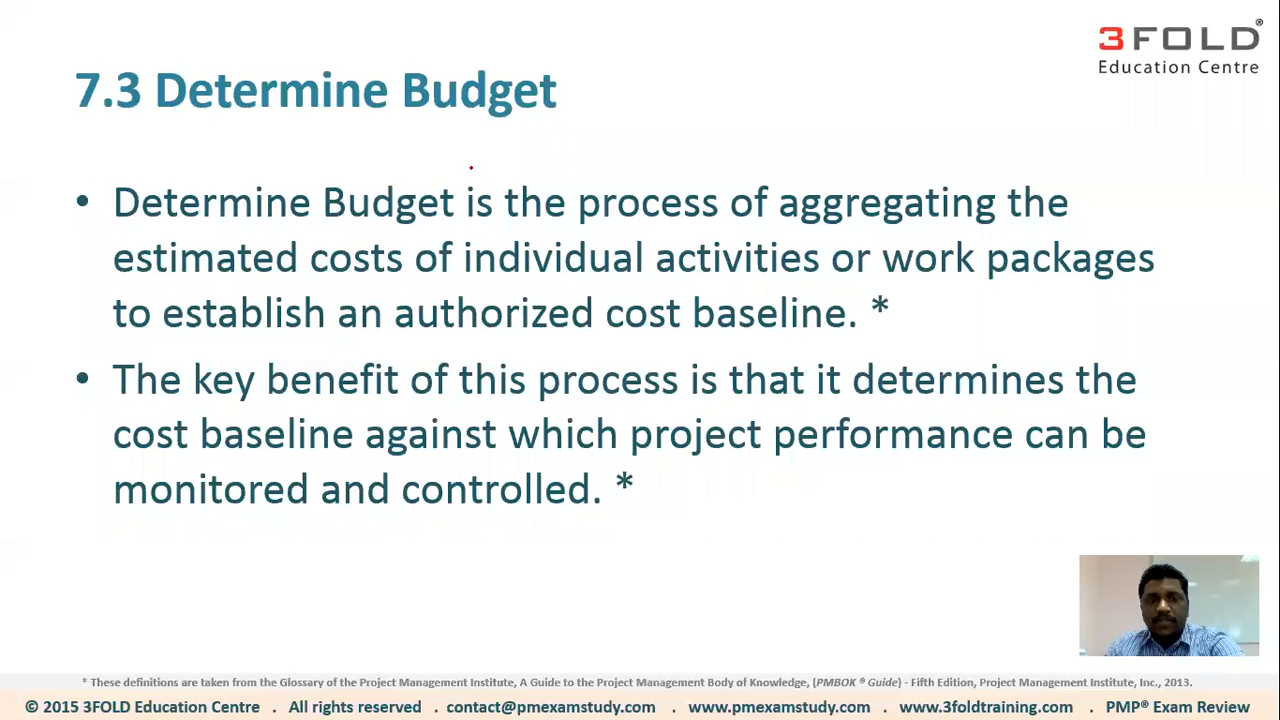 3FOLD®
Education Centre
7.3 Determine Budget
• Determine Budget is the process of aggregating the
estimated costs of individual activities or work packages
to establish an authorized cost baseline. *
• The key benefit of this process is that it determines the
cost baseline against which project performance can be
monitored and controlled. *
* These definitions are taken from the Glossary of the Project Management Institute, A Guide to the Project Management Body of Knowledge, (PMBOK ® Guide) - Fifth Edition, Project Management Institute, Inc., 2013.
© 2015 3FOLD Education Centre . All rights reserved . contact@pmexamstudy.com . www.pmexamstudy.com . www.3foldtraining.com . PMP® Exam Review